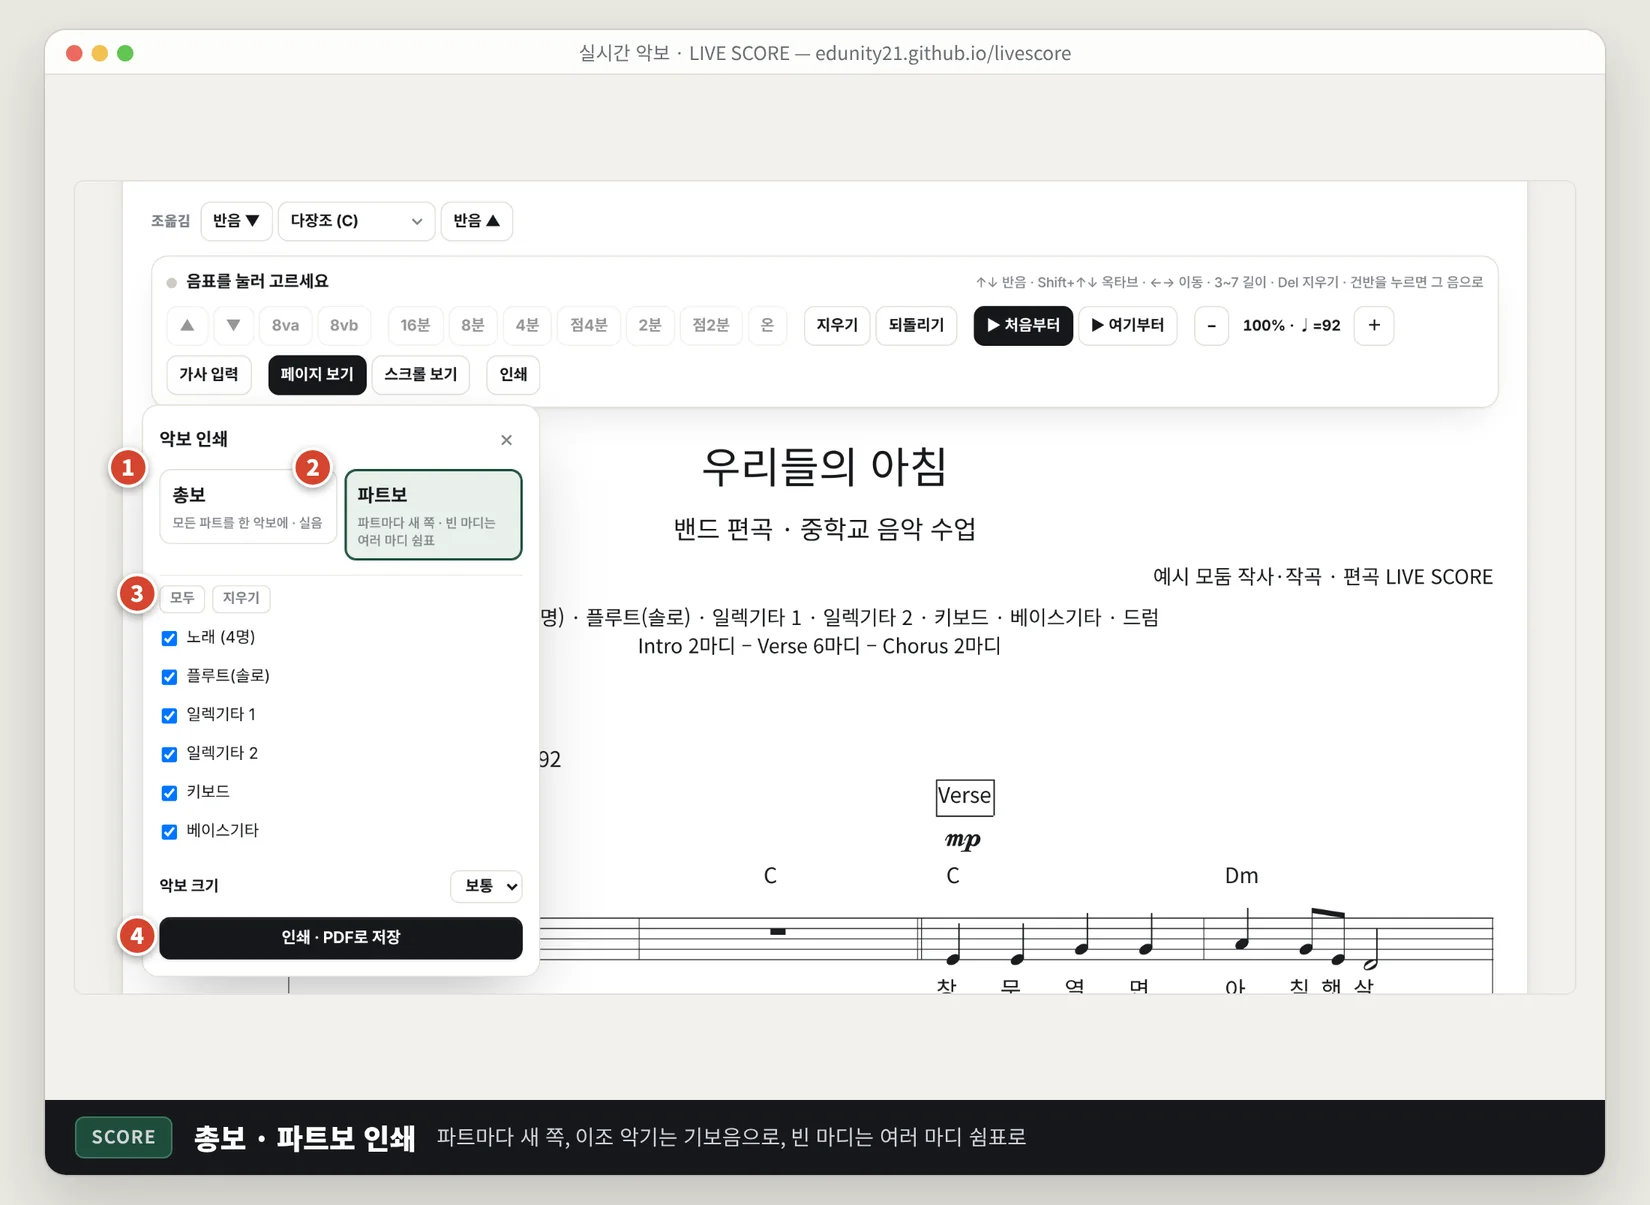 실시간 악보 · LIVE SCORE — edunity21.github.io/livescore
조옮김 반음 ▼ 다장조 (C) 반음 ▲
음표를 눌러 고르세요
↑↓ 반음 · Shift+↑↓ 옥타브 · ←→ 이동 · 3~7 길이 · Del 지우기 · 건반을 누르면 그 음으로
▲ ▼ 8va 8vb 16분 8분 4분 점4분 2분 점2분 온 지우기 되돌리기 ▶ 처음부터 ▶ 여기부터 − 100% · ♩=92 +
가사 입력 페이지 보기 스크롤 보기 인쇄
악보 인쇄 ×
1 2
총보
모든 파트를 한 악보에 · 실음
파트보
파트마다 새 쪽 · 빈 마디는
여러 마디 쉼표
3 모두 지우기
노래 (4명)
플루트(솔로)
일렉기타 1
일렉기타 2
키보드
베이스기타
악보 크기 보통
4 인쇄 · PDF로 저장
우리들의 아침
밴드 편곡 · 중학교 음악 수업
예시 모둠 작사·작곡 · 편곡 LIVE SCORE
명) · 플루트(솔로) · 일렉기타 1 · 일렉기타 2 · 키보드 · 베이스기타 · 드럼
Intro 2마디 – Verse 6마디 – Chorus 2마디
92
Verse
mp
C C Dm
창 문 열 면 아 침 햇 살
SCORE 총보 · 파트보 인쇄 파트마다 새 쪽, 이조 악기는 기보음으로, 빈 마디는 여러 마디 쉼표로